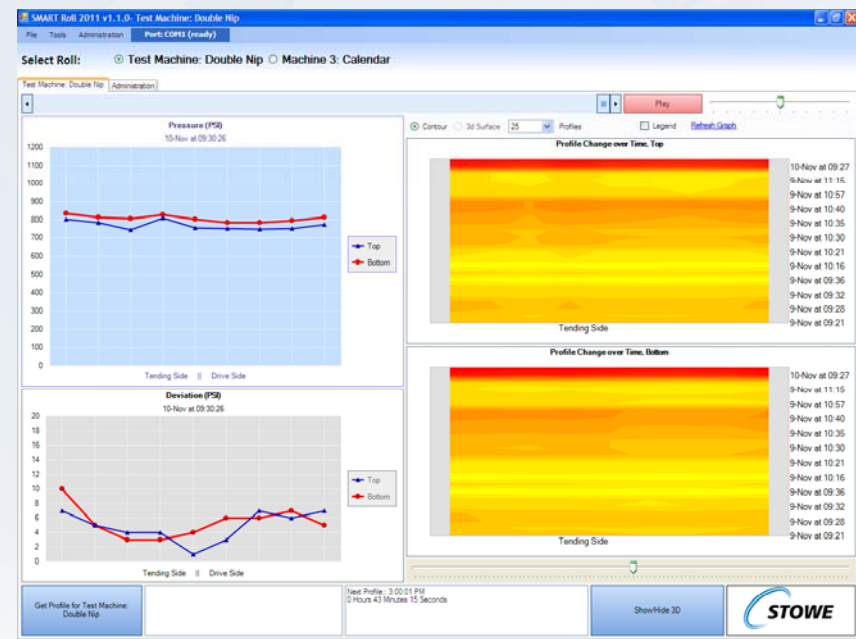 SMART Roll 2011 v1.1.0- Test Machine: Double Nip
File Tools Administration Port: COM3 (ready)
Select Roll: Test Machine: Double Nip Machine 3: Calendar
Test Machine: Double Nip Administration
Play
Contour 3d Surface 25 Profiles Legend Refresh Graph
Pressure (PSI)
10-Nov at 09:30:26
1200
1100
1000
900
800
700
600
500
400
300
200
100
0
Top
Bottom
Tending Side || Drive Side
Deviation (PSI)
10-Nov at 09:30:26
20
18
16
14
12
10
8
6
4
2
0
Top
Bottom
Tending Side || Drive Side
Profile Change over Time, Top
10-Nov at 09:27
9-Nov at 11:15
9-Nov at 10:57
9-Nov at 10:40
9-Nov at 10:35
9-Nov at 10:30
9-Nov at 10:21
9-Nov at 10:16
9-Nov at 09:36
9-Nov at 09:32
9-Nov at 09:28
9-Nov at 09:21
Tending Side
Profile Change over Time, Bottom
10-Nov at 09:27
9-Nov at 11:15
9-Nov at 10:57
9-Nov at 10:40
9-Nov at 10:35
9-Nov at 10:30
9-Nov at 10:21
9-Nov at 10:16
9-Nov at 09:36
9-Nov at 09:32
9-Nov at 09:28
9-Nov at 09:21
Tending Side
Get Profile for Test Machine:
Double Nip
Next Profile: 3:00:01 PM
0 Hours 43 Minutes 15 Seconds
Show/Hide 3D
STOWE